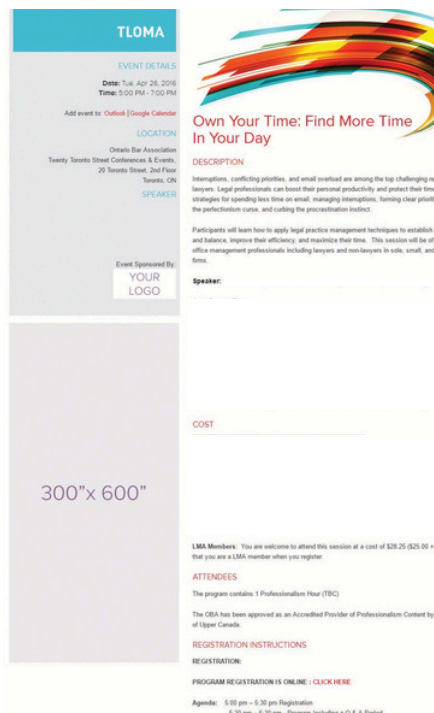 TLOMA
EVENT DETAILS
Date: Tue. Apr 26, 2016
Time: 5:00 PM - 7:00 PM
Add event to: Outlook | Google Calendar
LOCATION
Ontario Bar Association
Twenty Toronto Street Conferences & Events,
20 Toronto Street, 2nd Floor
Toronto, ON
SPEAKER
Event Sponsored By:
YOUR
LOGO
300”x 600”
Own Your Time: Find More Time
In Your Day
DESCRIPTION
Interruptions, conflicting priorities, and email overload are among the top challenging
lawyers. Legal professionals can boost their personal productivity and protect their
strategies for spending less time on email, managing interruptions, forming clear
the perfectionism curse, and curbing the procrastination instinct.
Participants will learn how to apply legal practice management techniques to establish
and balance, improve their efficiency, and maximize their time. This session will be of
office management professionals including lawyers and non-lawyers in sole, small, and
firms.
Speaker:
COST
LMA Members: You are welcome to attend this session at a cost of $28.25 ($25.00 +
that you are a LMA member when you register.
ATTENDEES
The program contains 1 Professionalism Hour (TBC)
The OBA has been approved as an Accredited Provider of Professionalism Content by
of Upper Canada.
REGISTRATION INSTRUCTIONS
REGISTRATION:
PROGRAM REGISTRATION IS ONLINE : CLICK HERE
Agenda: 5:00 pm – 5:30 pm Registration